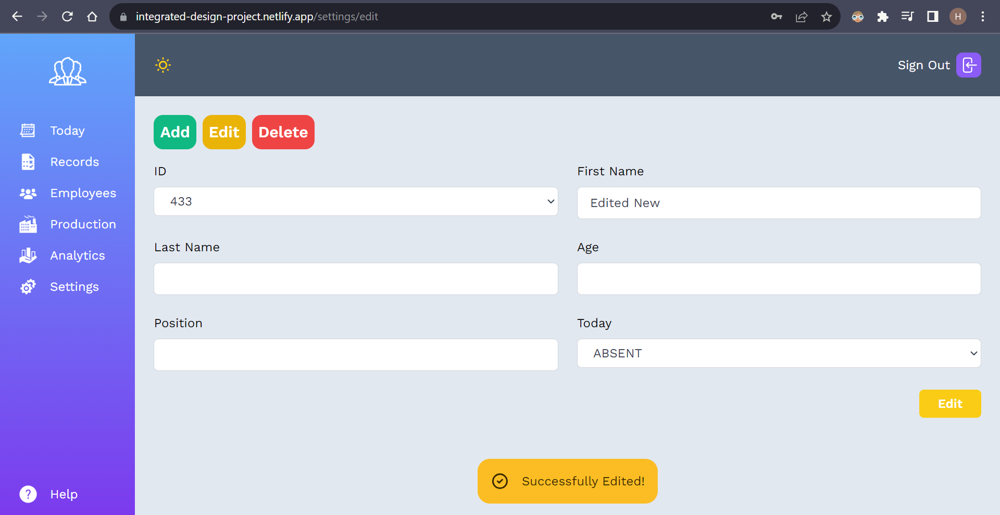 integrated-design-project.netlify.app/settings/edit
H
Sign Out
Today
Records
Employees
Production
Analytics
Settings
? Help
Add Edit Delete
ID
433
First Name
Edited New
Last Name
Age
Position
Today
ABSENT
Edit
Successfully Edited!